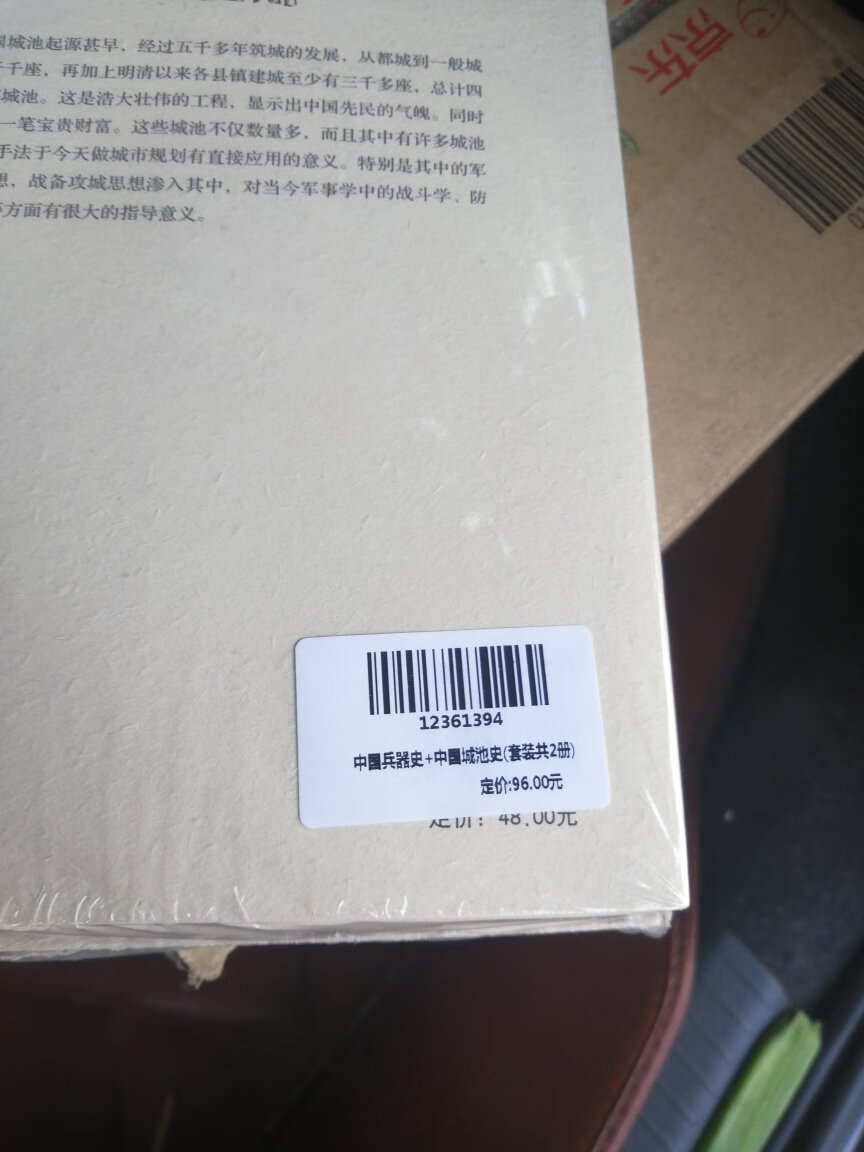 国城池起源甚早，经过五千多年筑城的发展，从都城到一般城
千座，再加上明清以来各县镇建城至少有三千多座，总计四
城池。这是浩大壮伟的工程，显示出中国先民的气魄。同时
一笔宝贵财富。这些城池不仅数量多，而且其中有许多城池
手法于今天做城市规划有直接应用的意义。特别是其中的军
想，战备攻城思想渗入其中，对当今军事学中的战斗学、防
方面有很大的指导意义。
京东
12361394
中国兵器史+中国城池史(套装共2册)
定价:96.00元
定价：48.00元